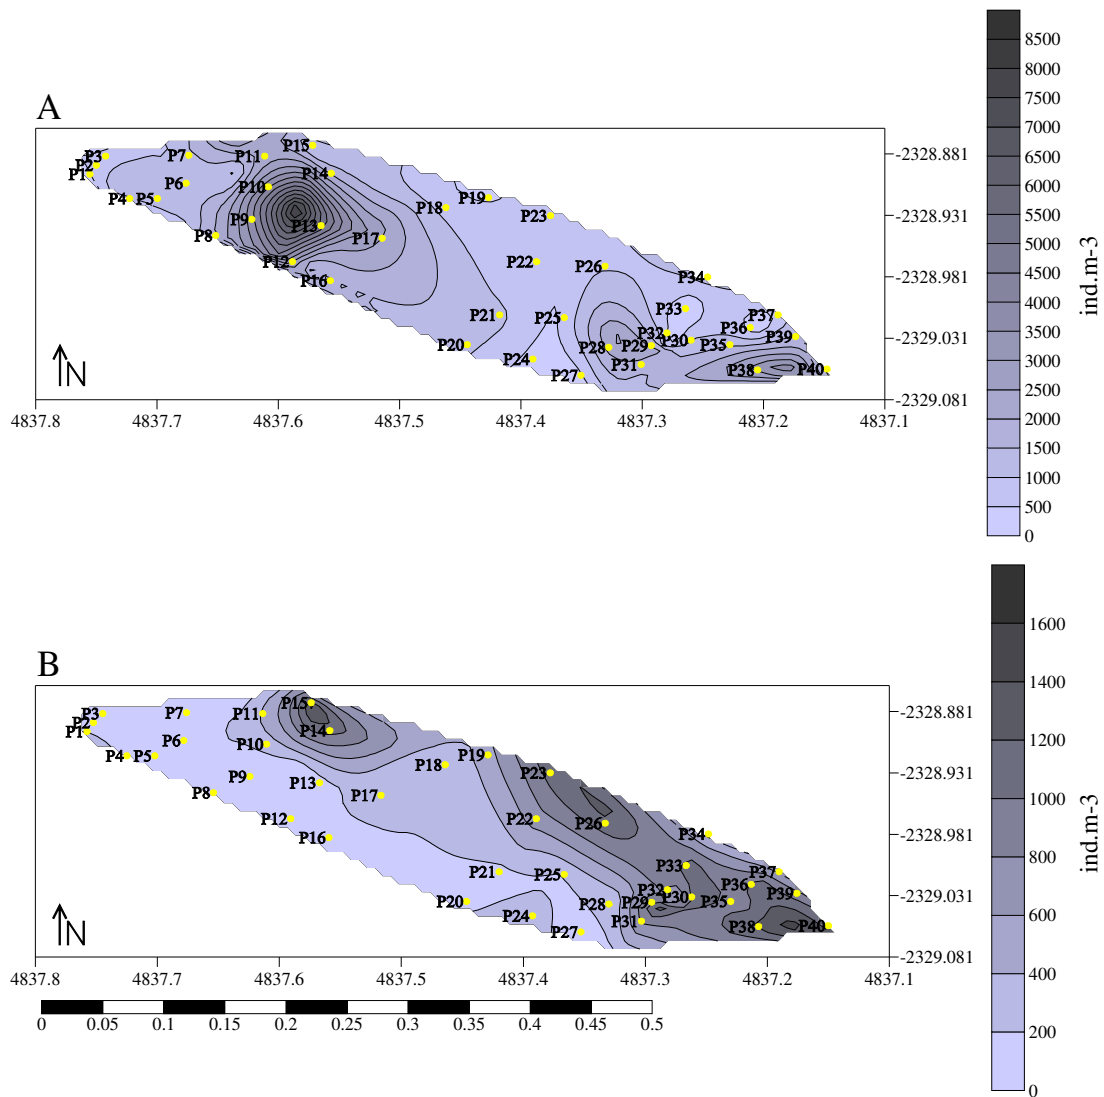 A
P3
P2
P1
P4
P5
P7
P6
P8
P11
P10
P9
P12
P15
P14
P13
P17
P16
P18
P19
P23
P22
P26
P21
P20
P25
P24
P27
P28
P29
P31
P32
P30
P33
P34
P35
P36
P37
P39
P38
P40
N
4837.8 4837.7 4837.6 4837.5 4837.4 4837.3 4837.2 4837.1
-2328.881
-2328.931
-2328.981
-2329.031
-2329.081
8500
8000
7500
7000
6500
6000
5500
5000
4500
4000
3500
3000
2500
2000
1500
1000
500
0
ind.m-3
B
P3
P2
P1
P4
P5
P7
P6
P8
P11
P10
P9
P12
P15
P14
P13
P17
P16
P18
P19
P23
P22
P26
P21
P20
P25
P24
P27
P28
P29
P31
P32
P30
P33
P34
P35
P36
P37
P39
P38
P40
N
4837.8 4837.7 4837.6 4837.5 4837.4 4837.3 4837.2 4837.1
-2328.881
-2328.931
-2328.981
-2329.031
-2329.081
1600
1400
1200
1000
800
600
400
200
0
ind.m-3
0 0.05 0.1 0.15 0.2 0.25 0.3 0.35 0.4 0.45 0.5